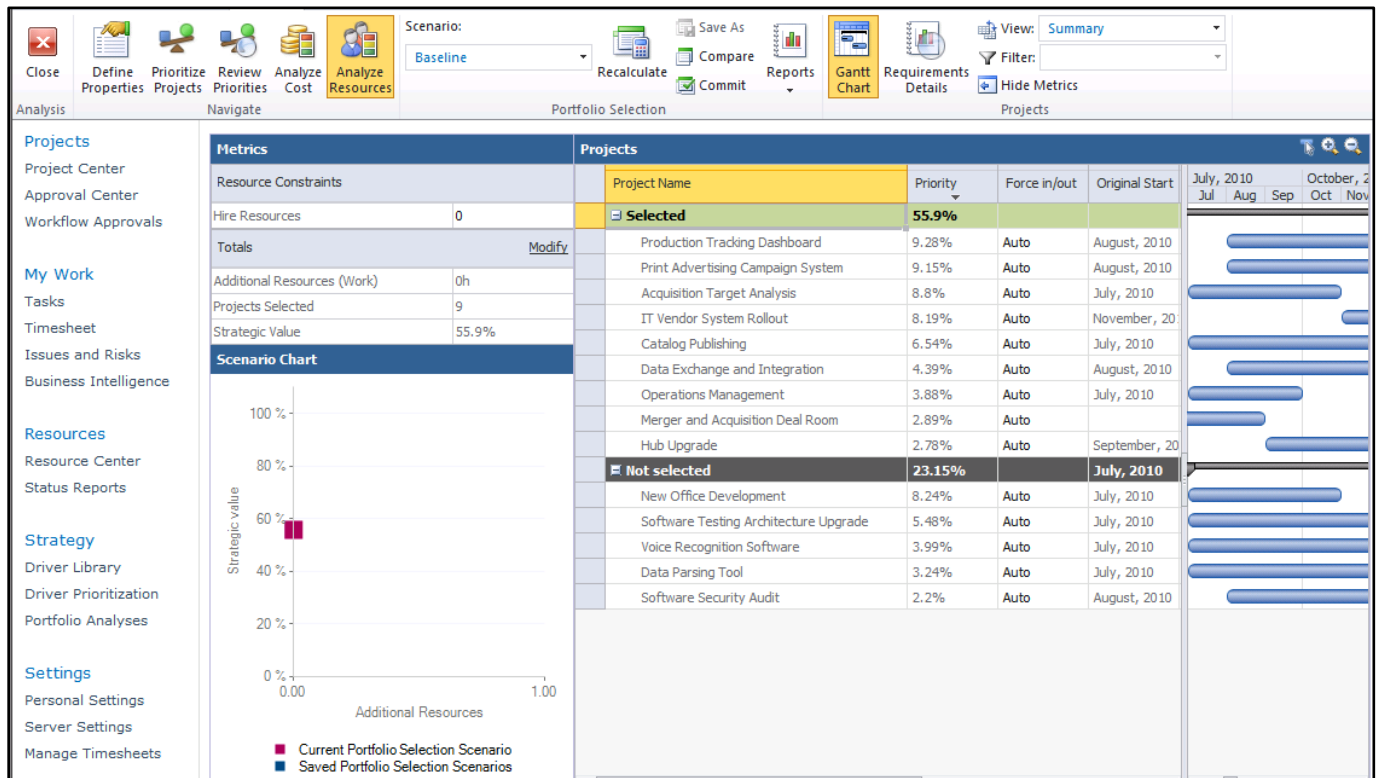 Close
Define Properties
Prioritize Projects
Review Priorities
Analyze Cost
Analyze Resources
Scenario:
Baseline
Recalculate
Save As
Compare
Commit
Reports
Gantt Chart
Requirements Details
View: Summary
Filter:
Hide Metrics
Analysis
Navigate
Portfolio Selection
Projects
Projects
Project Center
Approval Center
Workflow Approvals
My Work
Tasks
Timesheet
Issues and Risks
Business Intelligence
Resources
Resource Center
Status Reports
Strategy
Driver Library
Driver Prioritization
Portfolio Analyses
Settings
Personal Settings
Server Settings
Manage Timesheets
Metrics
Resource Constraints
Hire Resources 0
Totals Modify
Additional Resources (Work) 0h
Projects Selected 9
Strategic Value 55.9%
Scenario Chart
100 %
80 %
60 %
40 %
20 %
0 %
Strategic value
0.00 1.00
Additional Resources
Current Portfolio Selection Scenario
Saved Portfolio Selection Scenarios
Projects
Project Name Priority Force in/out Original Start July, 2010 October, 2
Jul Aug Sep Oct Nov
Selected 55.9%
Production Tracking Dashboard 9.28% Auto August, 2010
Print Advertising Campaign System 9.15% Auto August, 2010
Acquisition Target Analysis 8.8% Auto July, 2010
IT Vendor System Rollout 8.19% Auto November, 20
Catalog Publishing 6.54% Auto July, 2010
Data Exchange and Integration 4.39% Auto August, 2010
Operations Management 3.88% Auto July, 2010
Merger and Acquisition Deal Room 2.89% Auto
Hub Upgrade 2.78% Auto September, 20
Not selected 23.15% July, 2010
New Office Development 8.24% Auto July, 2010
Software Testing Architecture Upgrade 5.48% Auto July, 2010
Voice Recognition Software 3.99% Auto July, 2010
Data Parsing Tool 3.24% Auto July, 2010
Software Security Audit 2.2% Auto August, 2010